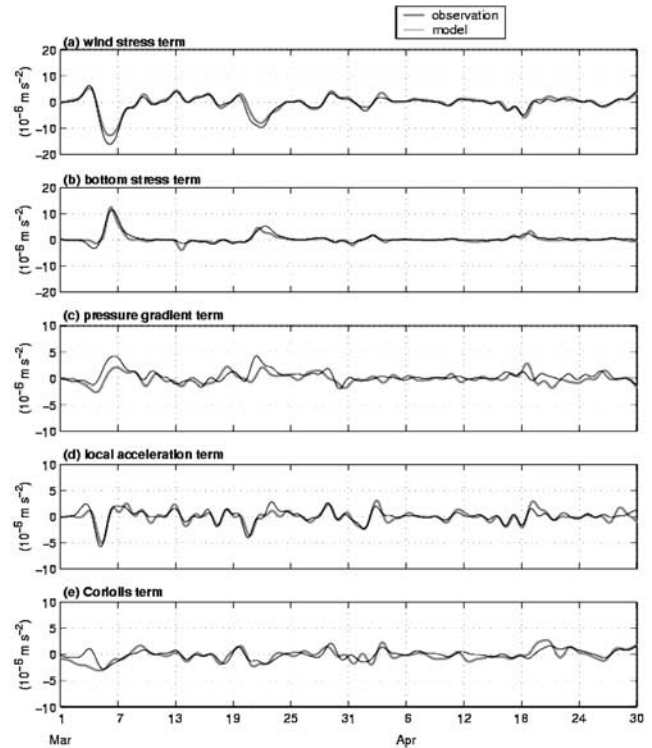 observation
model
(a) wind stress term
20
10
0
-10
-20
(10⁻⁶ m s⁻²)
(b) bottom stress term
20
10
0
-10
-20
(10⁻⁶ m s⁻²)
(c) pressure gradient term
10
5
0
-5
-10
(10⁻⁶ m s⁻²)
(d) local acceleration term
10
5
0
-5
-10
(10⁻⁶ m s⁻²)
(e) Coriolis term
10
5
0
-5
-10
(10⁻⁶ m s⁻²)
1 7 13 19 25 31 6 12 18 24 30
Mar Apr